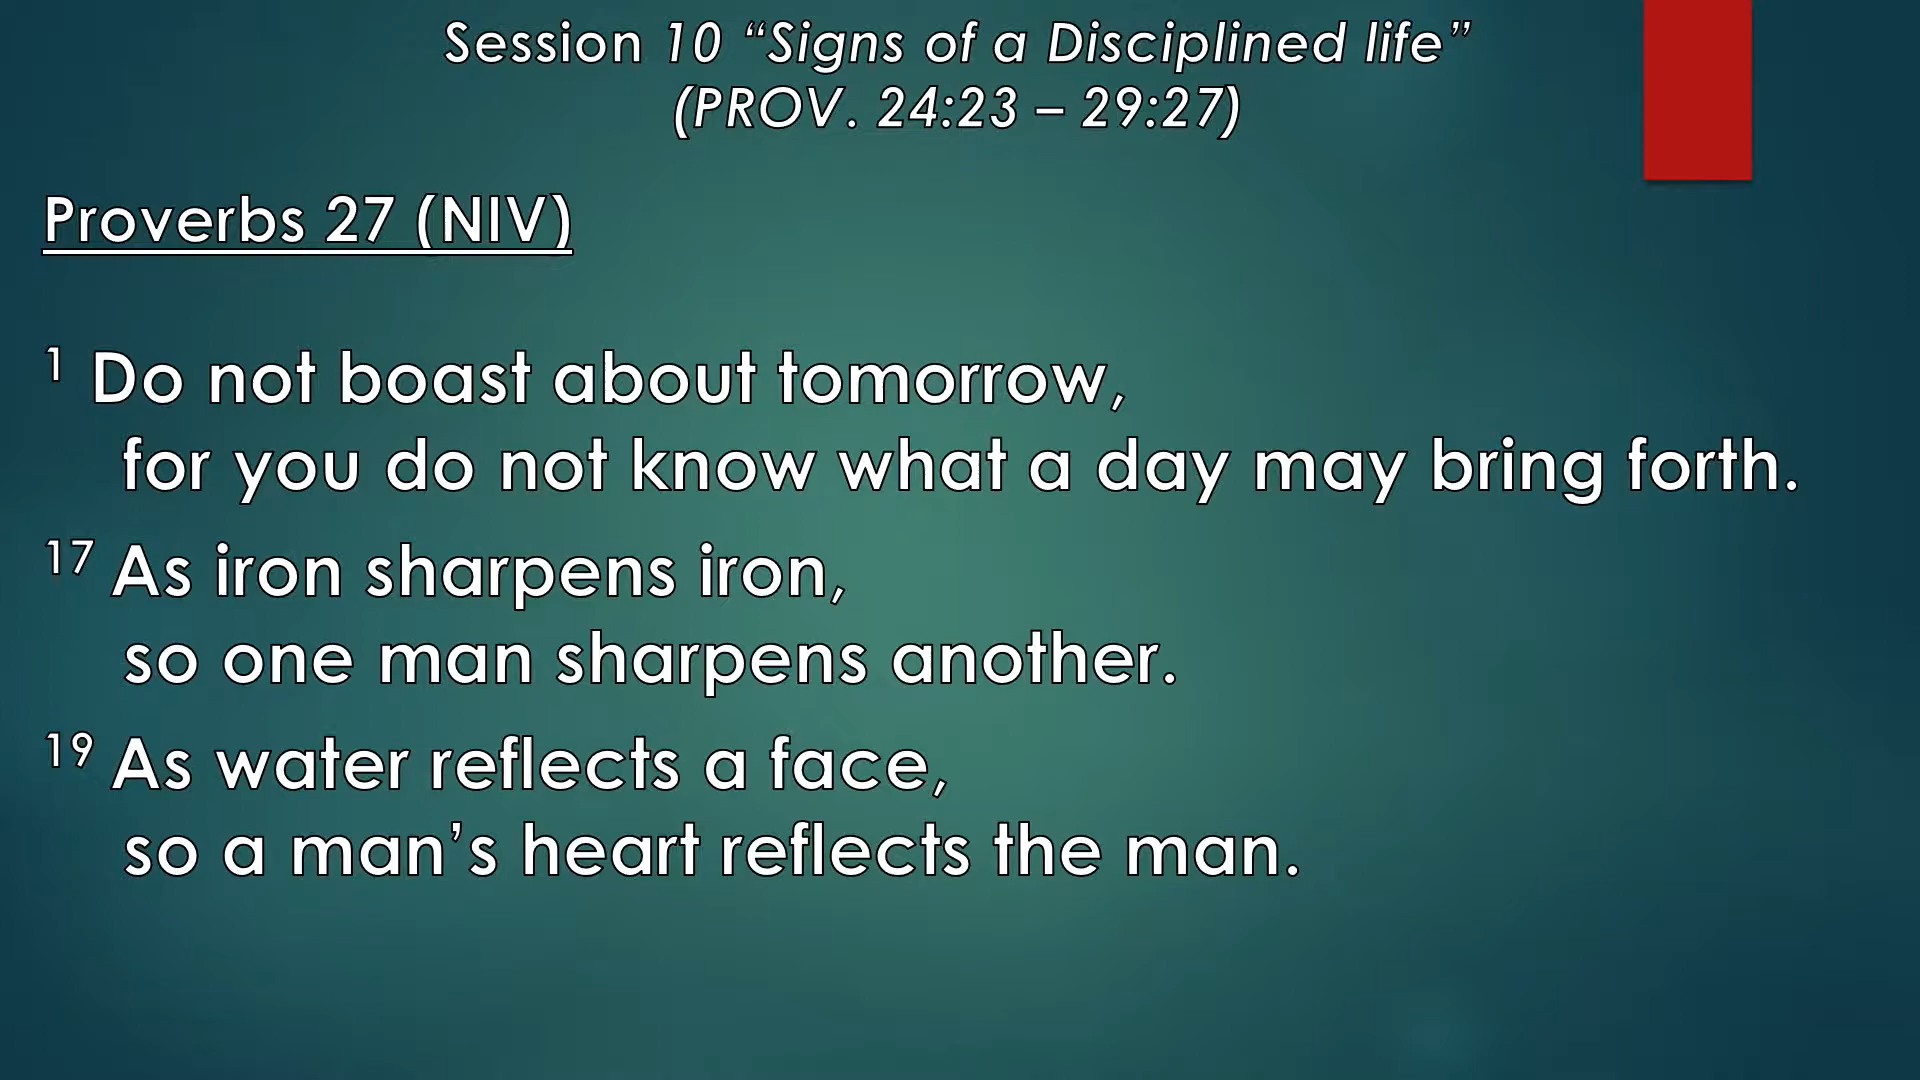 Session 10 “Signs of a Disciplined life”
(PROV. 24:23 – 29:27)
Proverbs 27 (NIV)
1 Do not boast about tomorrow,
for you do not know what a day may bring forth.
17 As iron sharpens iron,
so one man sharpens another.
19 As water reflects a face,
so a man’s heart reflects the man.